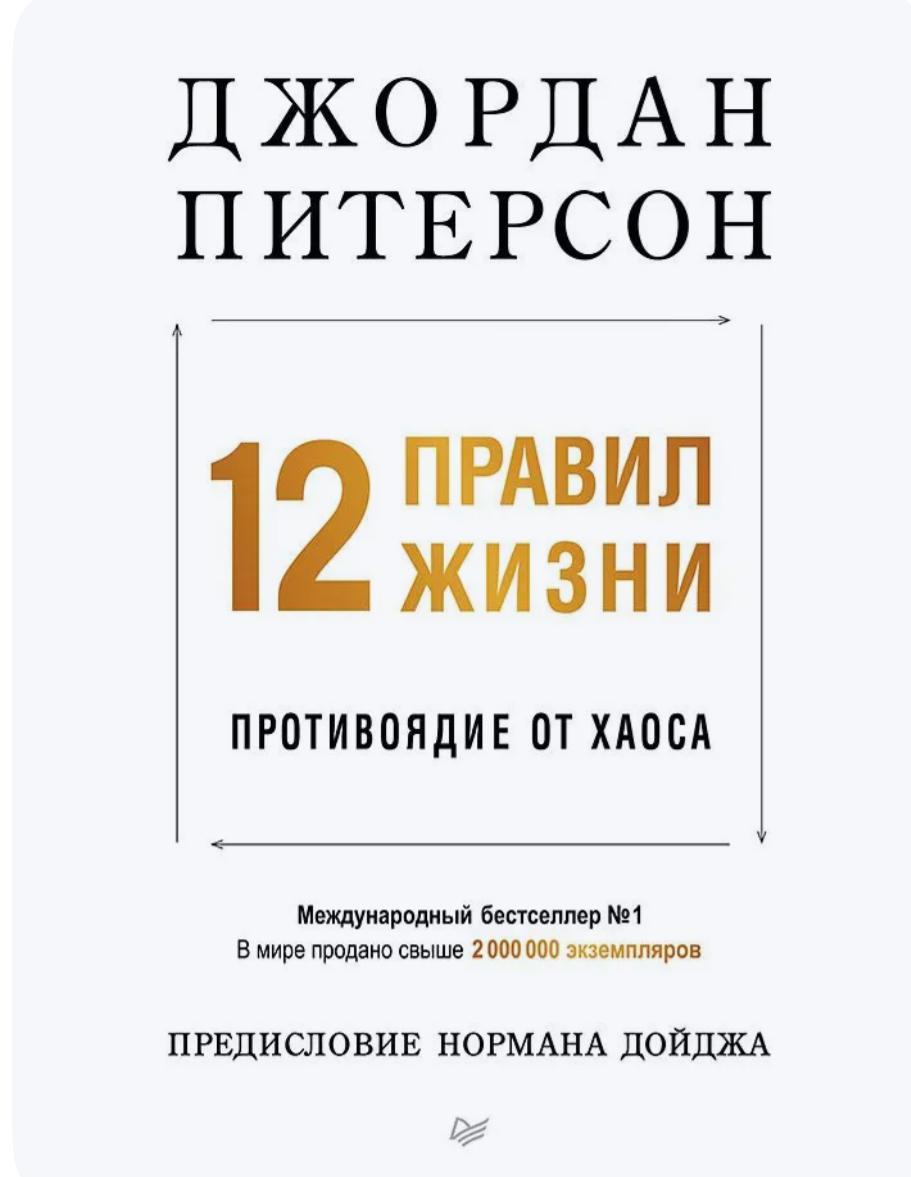 ДЖОРДАН
ПИТЕРСОН
12 ПРАВИЛ
ЖИЗНИ
ПРОТИВОЯДИЕ ОТ ХАОСА
Международный бестселлер №1
В мире продано свыше 2 000 000 экземпляров
ПРЕДИСЛОВИЕ НОРМАНА ДОЙДЖА